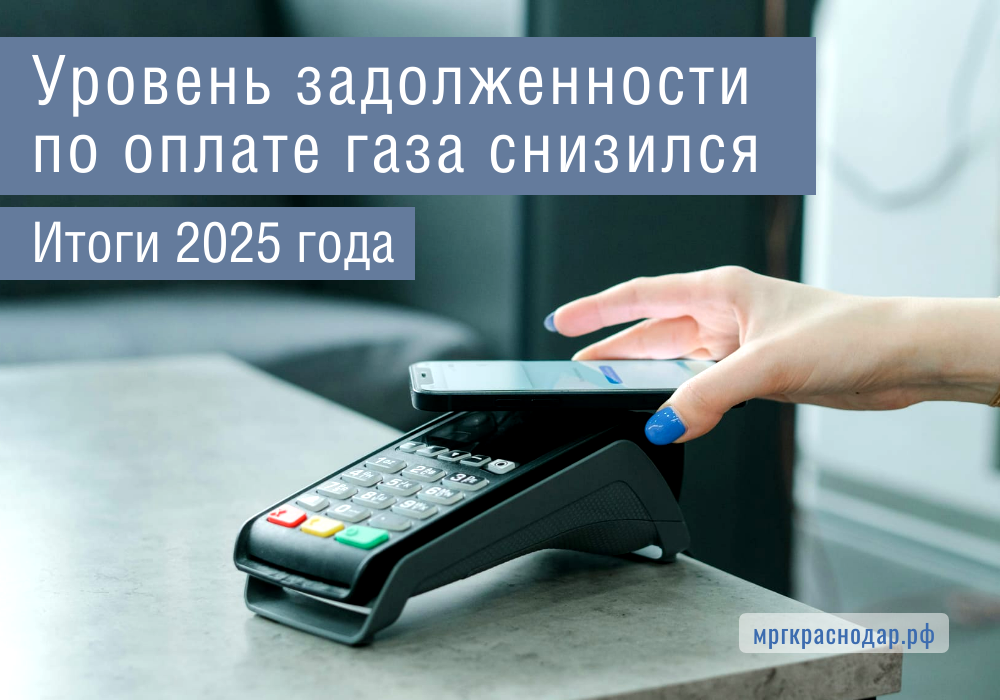 Уровень задолженности
по оплате газа снизился
Итоги 2025 года
мргкраснодар.рф